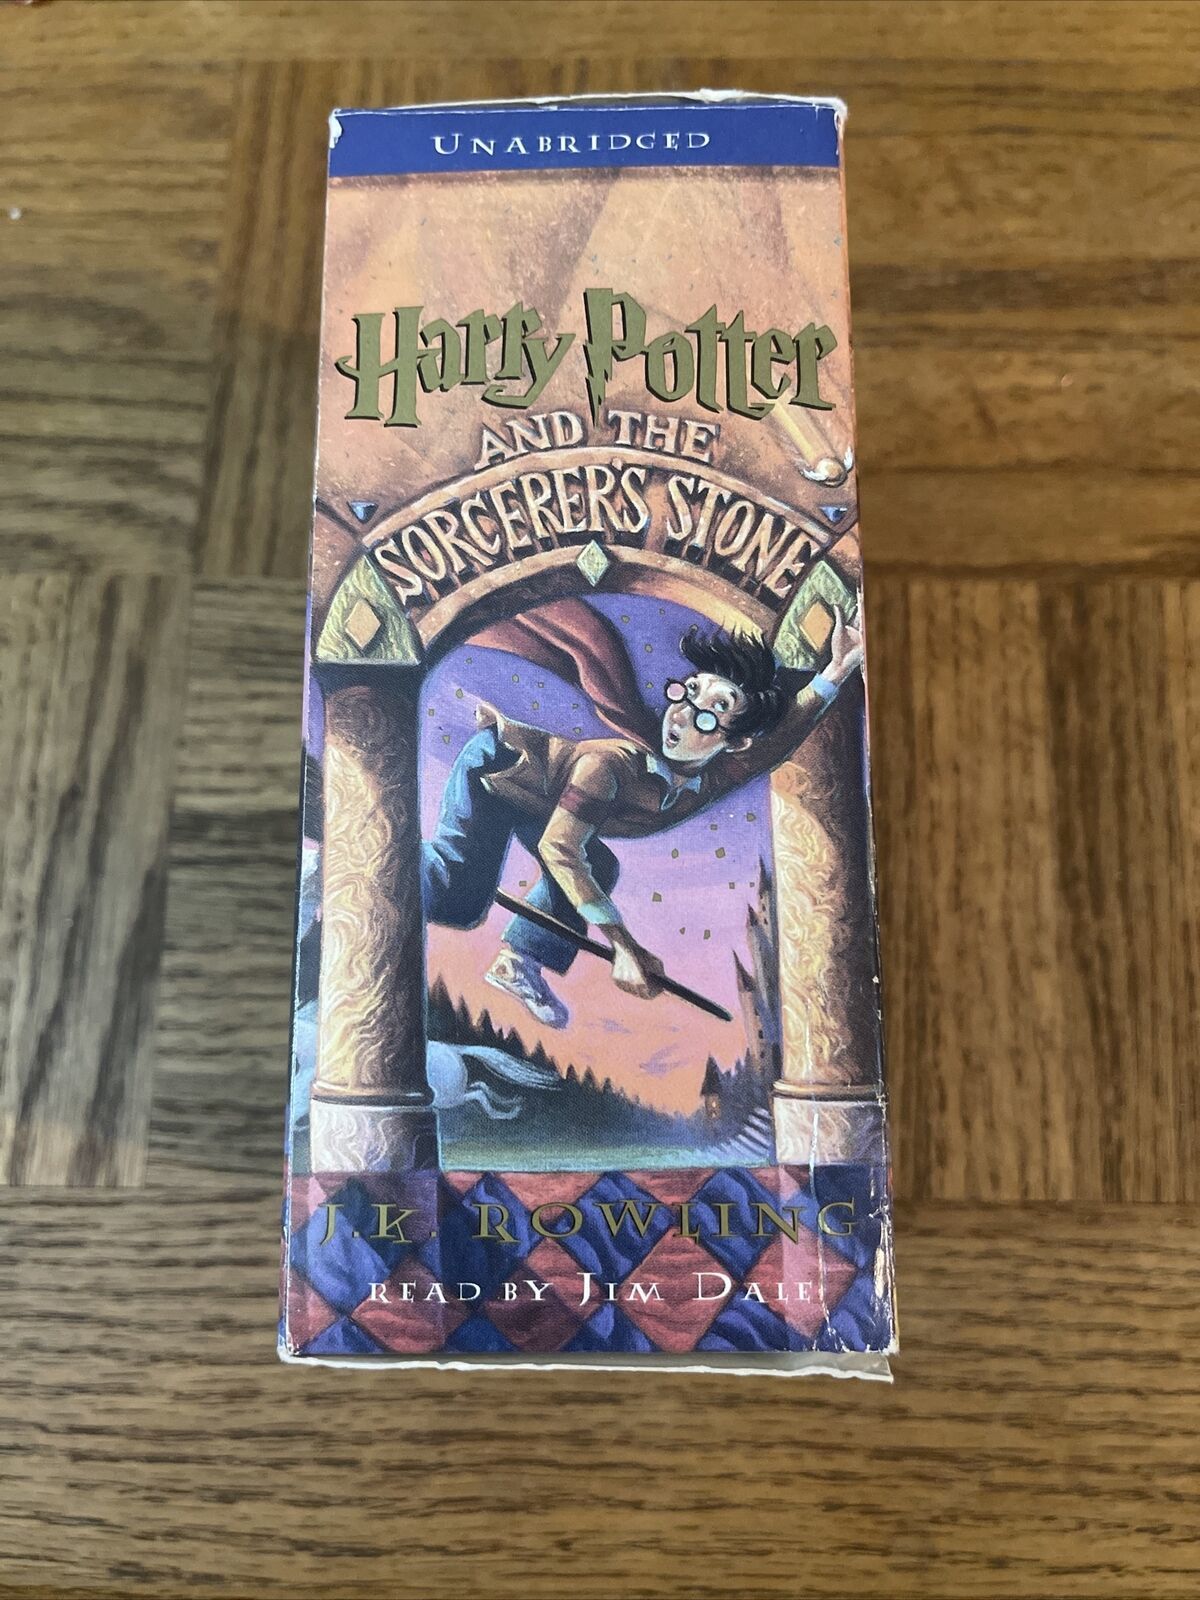 UNABRIDGED
Harry Potter
AND THE
SORCERER'S STONE
J.K. ROWLING
READ BY JIM DALE